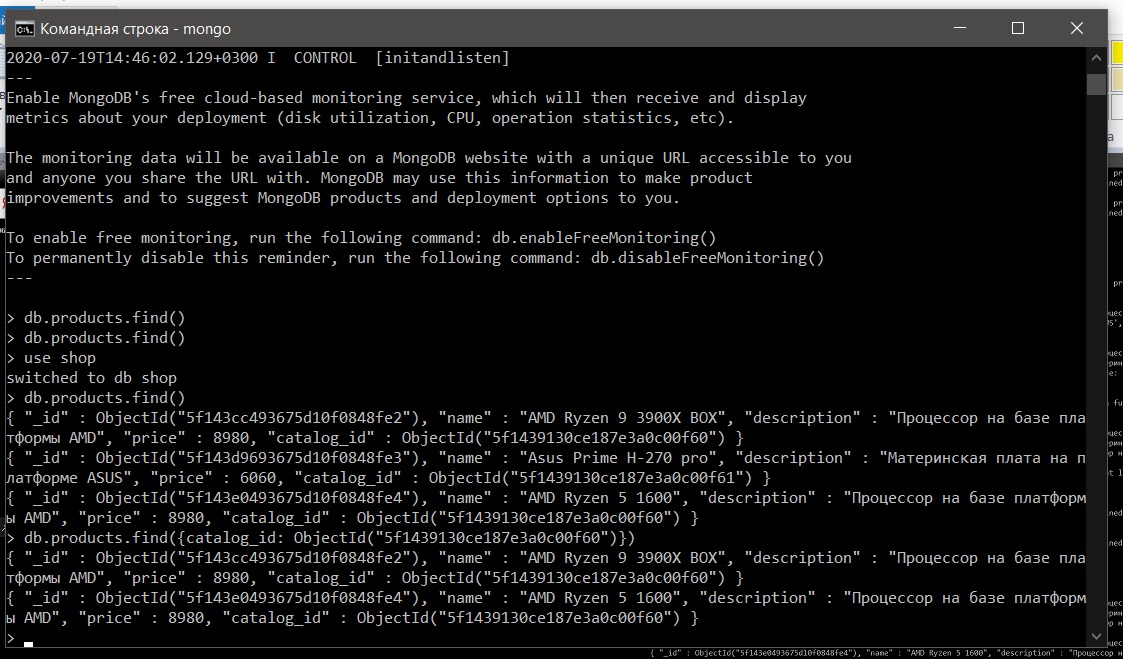 Командная строка - mongo
2020-07-19T14:46:02.129+0300 I  CONTROL  [initandlisten]
---
Enable MongoDB's free cloud-based monitoring service, which will then receive and display
metrics about your deployment (disk utilization, CPU, operation statistics, etc).
The monitoring data will be available on a MongoDB website with a unique URL accessible to you
and anyone you share the URL with. MongoDB may use this information to make product
improvements and to suggest MongoDB products and deployment options to you.
To enable free monitoring, run the following command: db.enableFreeMonitoring()
To permanently disable this reminder, run the following command: db.disableFreeMonitoring()
---
> db.products.find()
> db.products.find()
> use shop
switched to db shop
> db.products.find()
{ "_id" : ObjectId("5f143cc493675d10f0848fe2"), "name" : "AMD Ryzen 9 3900X BOX", "description" : "Процессор на базе пла
тформы AMD", "price" : 8980, "catalog_id" : ObjectId("5f1439130ce187e3a0c00f60") }
{ "_id" : ObjectId("5f143d9693675d10f0848fe3"), "name" : "Asus Prime H-270 pro", "description" : "Материнская плата на п
латформе ASUS", "price" : 6060, "catalog_id" : ObjectId("5f1439130ce187e3a0c00f61") }
{ "_id" : ObjectId("5f143e0493675d10f0848fe4"), "name" : "AMD Ryzen 5 1600", "description" : "Процессор на базе платформ
ы AMD", "price" : 8980, "catalog_id" : ObjectId("5f1439130ce187e3a0c00f60") }
> db.products.find({catalog_id: ObjectId("5f1439130ce187e3a0c00f60")})
{ "_id" : ObjectId("5f143cc493675d10f0848fe2"), "name" : "AMD Ryzen 9 3900X BOX", "description" : "Процессор на базе пла
тформы AMD", "price" : 8980, "catalog_id" : ObjectId("5f1439130ce187e3a0c00f60") }
{ "_id" : ObjectId("5f143e0493675d10f0848fe4"), "name" : "AMD Ryzen 5 1600", "description" : "Процессор на базе платформ
ы AMD", "price" : 8980, "catalog_id" : ObjectId("5f1439130ce187e3a0c00f60") }
>
{ "_id" : ObjectId("5f143e0493675d10f0848fe4"), "name" : "AMD Ryzen 5 1600", "description" : "Процессор н